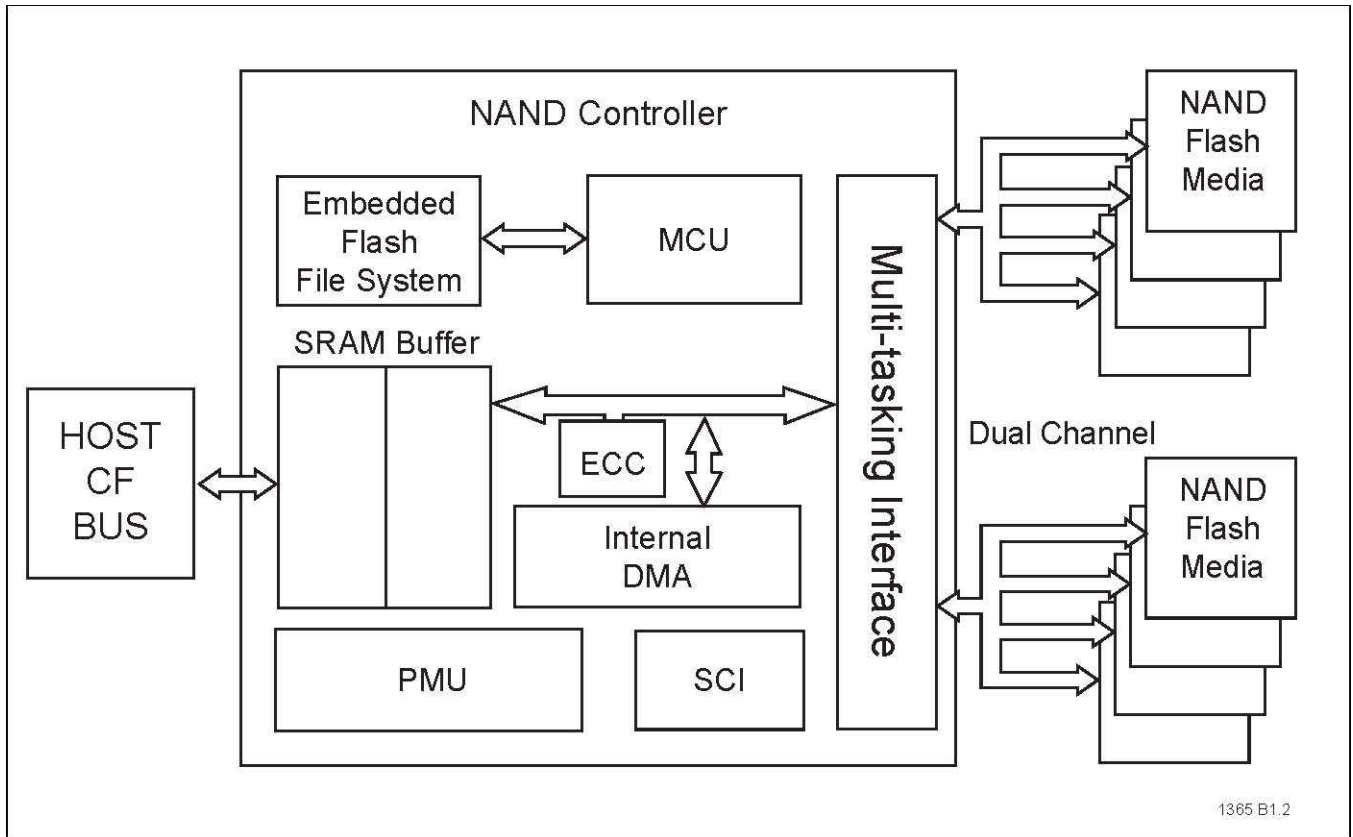 NAND Controller
Embedded
Flash
File System
MCU
SRAM Buffer
HOST
CF
BUS
ECC
Internal
DMA
PMU
SCI
Multi-tasking Interface
NAND
Flash
Media
Dual Channel
NAND
Flash
Media
1365 B1.2